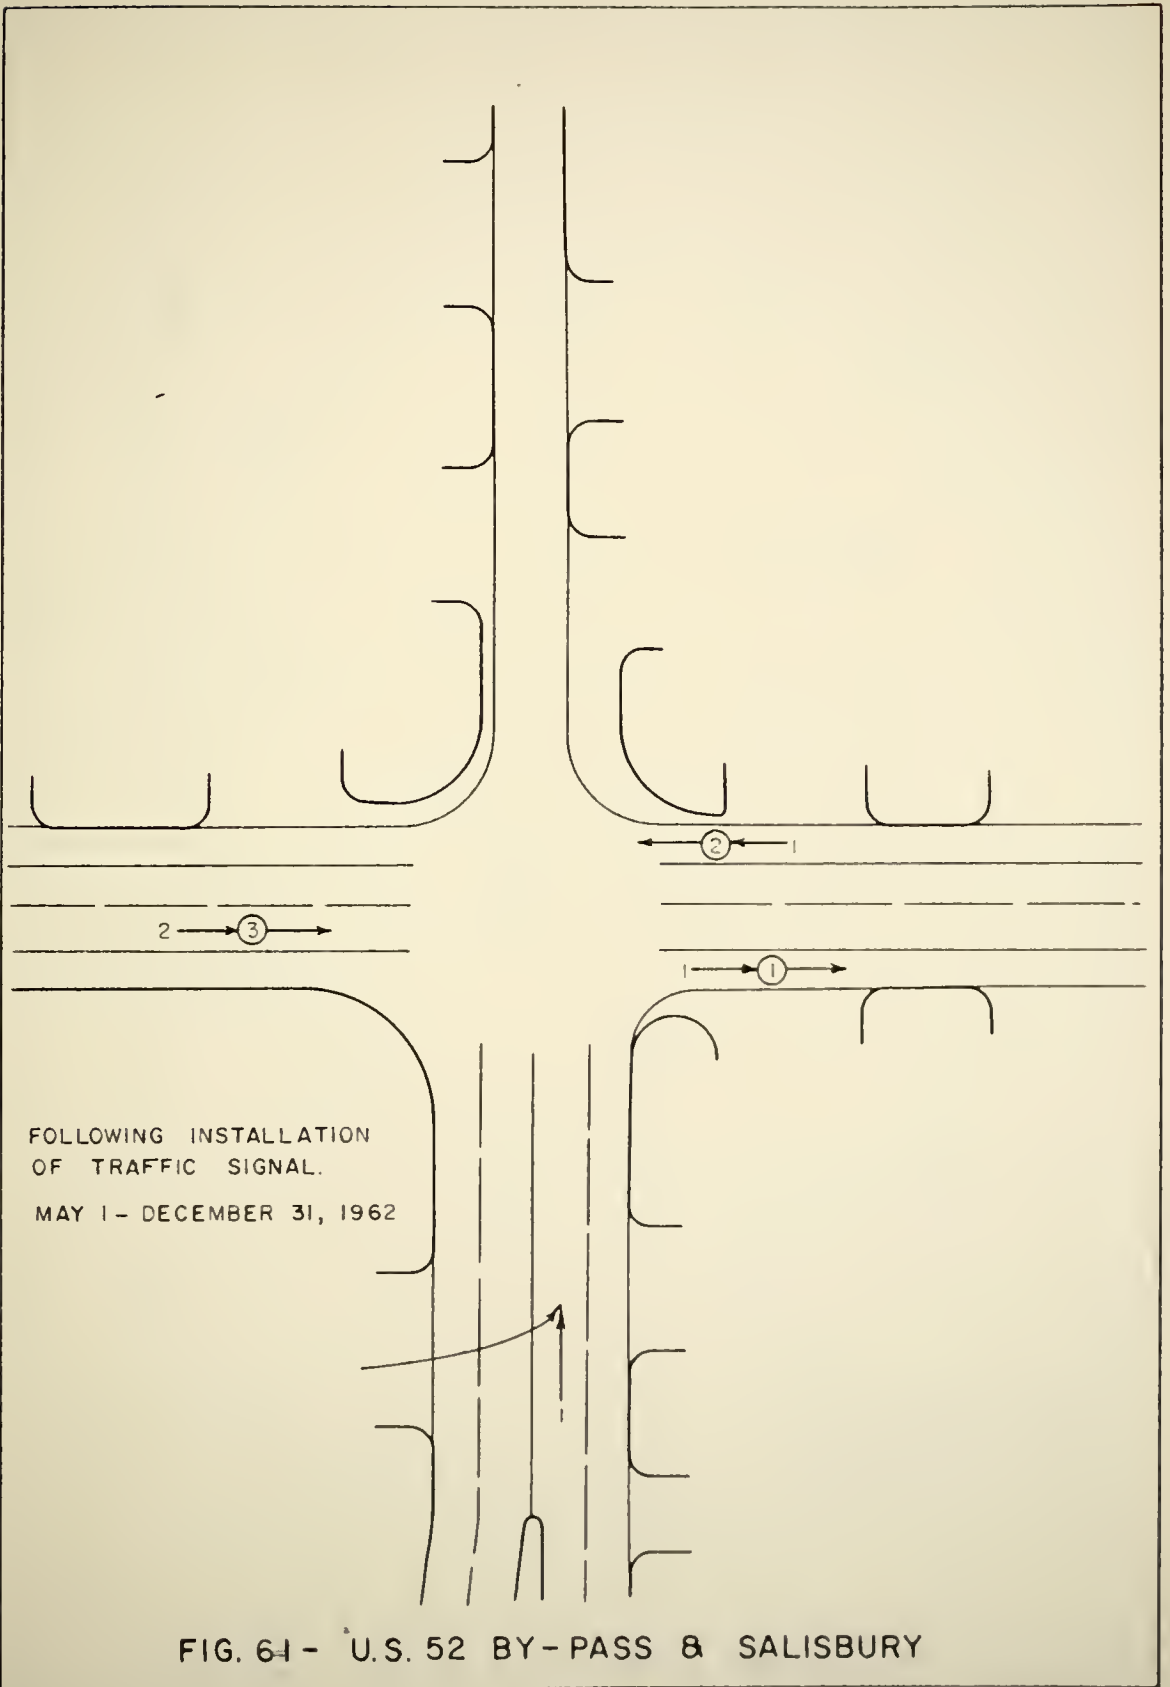 2 1
2 3
1 1
FOLLOWING INSTALLATION
OF TRAFFIC SIGNAL.
MAY 1 - DECEMBER 31, 1962
1
FIG. 61 - U.S. 52 BY-PASS & SALISBURY